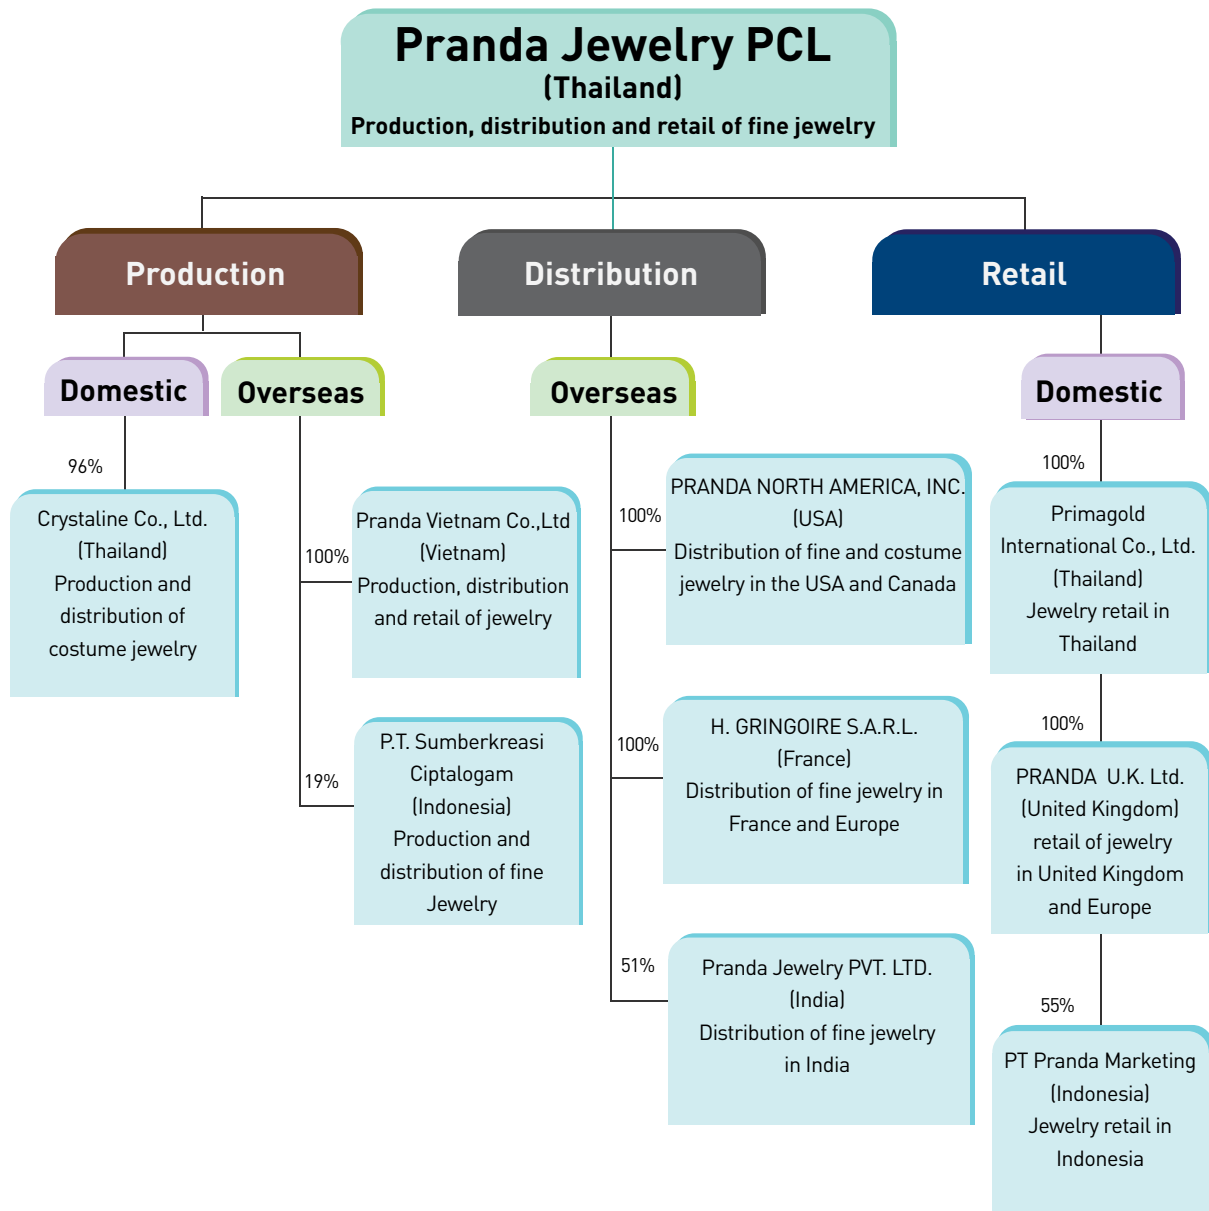 Pranda Jewelry PCL
(Thailand)
Production, distribution and retail of fine jewelry
Production
Distribution
Retail
Domestic
Overseas
Overseas
Domestic
96%
Crystaline Co., Ltd.
(Thailand)
Production and
distribution of
costume jewelry
100%
Pranda Vietnam Co.,Ltd
(Vietnam)
Production, distribution
and retail of jewelry
19%
P.T. Sumberkreasi
Ciptalogam
(Indonesia)
Production and
distribution of fine
Jewelry
100%
PRANDA NORTH AMERICA, INC.
(USA)
Distribution of fine and costume
jewelry in the USA and Canada
100%
H. GRINGOIRE S.A.R.L.
(France)
Distribution of fine jewelry in
France and Europe
51%
Pranda Jewelry PVT. LTD.
(India)
Distribution of fine jewelry
in India
100%
Primagold
International Co., Ltd.
(Thailand)
Jewelry retail in
Thailand
100%
PRANDA U.K. Ltd.
(United Kingdom)
retail of jewelry
in United Kingdom
and Europe
55%
PT Pranda Marketing
(Indonesia)
Jewelry retail in
Indonesia